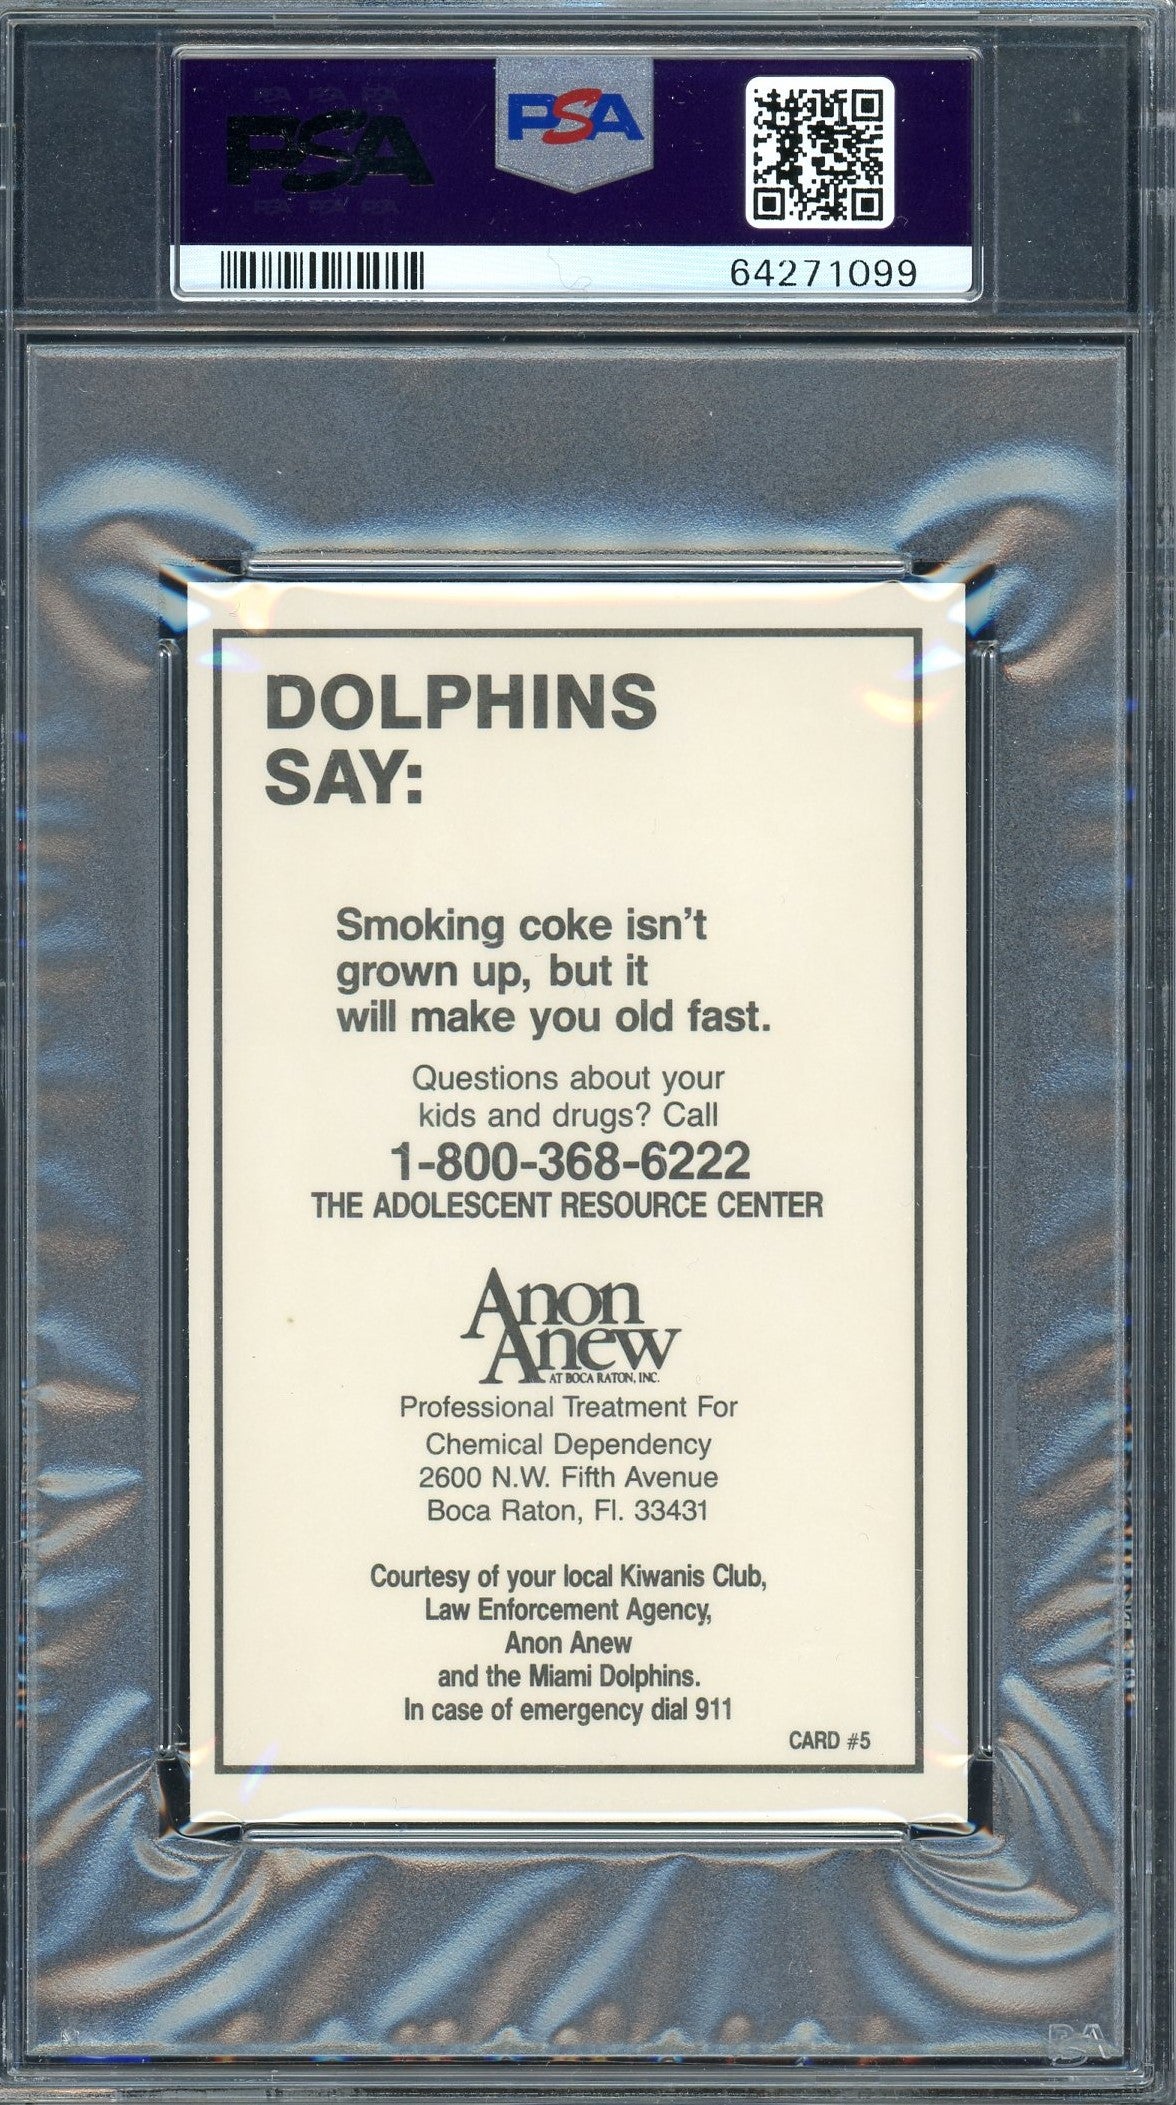 PSA
PSA
64271099
DOLPHINS
SAY:
Smoking coke isn't
grown up, but it
will make you old fast.
Questions about your
kids and drugs? Call
1-800-368-6222
THE ADOLESCENT RESOURCE CENTER
Anon
Anew
AT BOCA RATON, INC.
Professional Treatment For
Chemical Dependency
2600 N.W. Fifth Avenue
Boca Raton, Fl. 33431
Courtesy of your local Kiwanis Club,
Law Enforcement Agency,
Anon Anew
and the Miami Dolphins.
In case of emergency dial 911
CARD #5
PSA